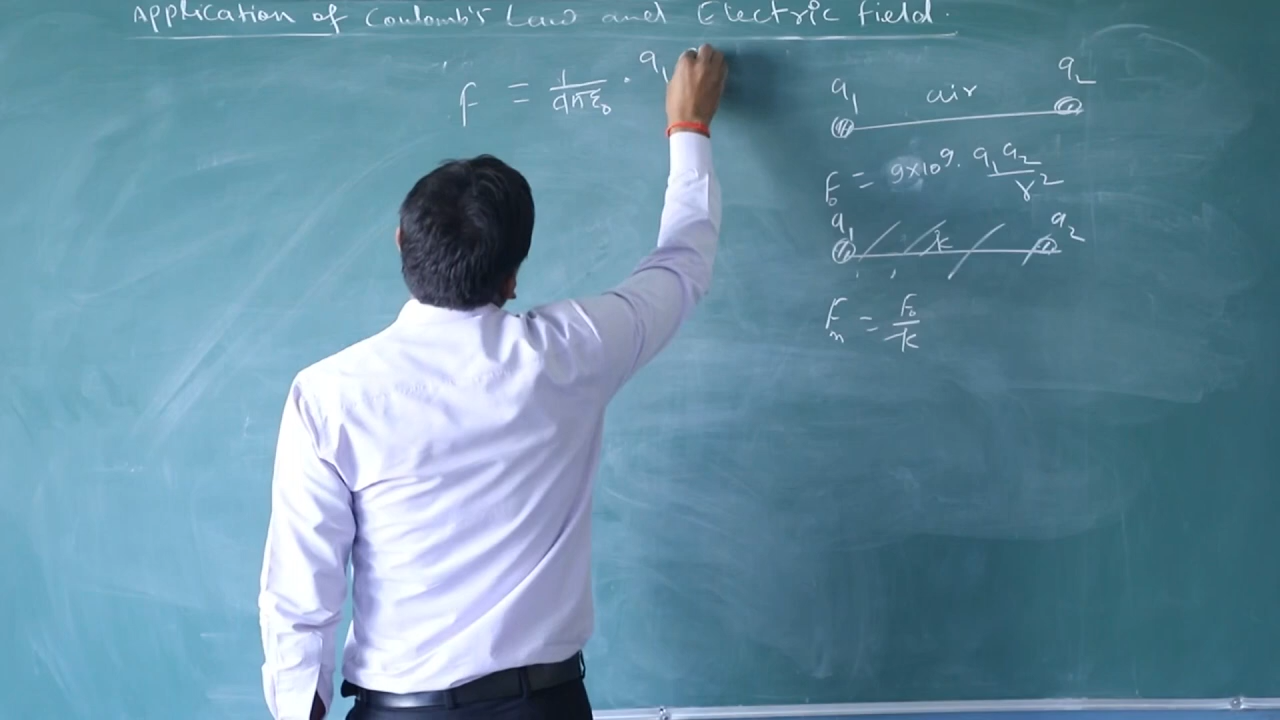 Application of Coulomb's Law and Electric field.
F = 1/4πε₀ · q₁
q₁ air q₂
F₀ = 9×10⁹· q₁q₂/r²
q₁ k q₂
Fₘ = F₀/k